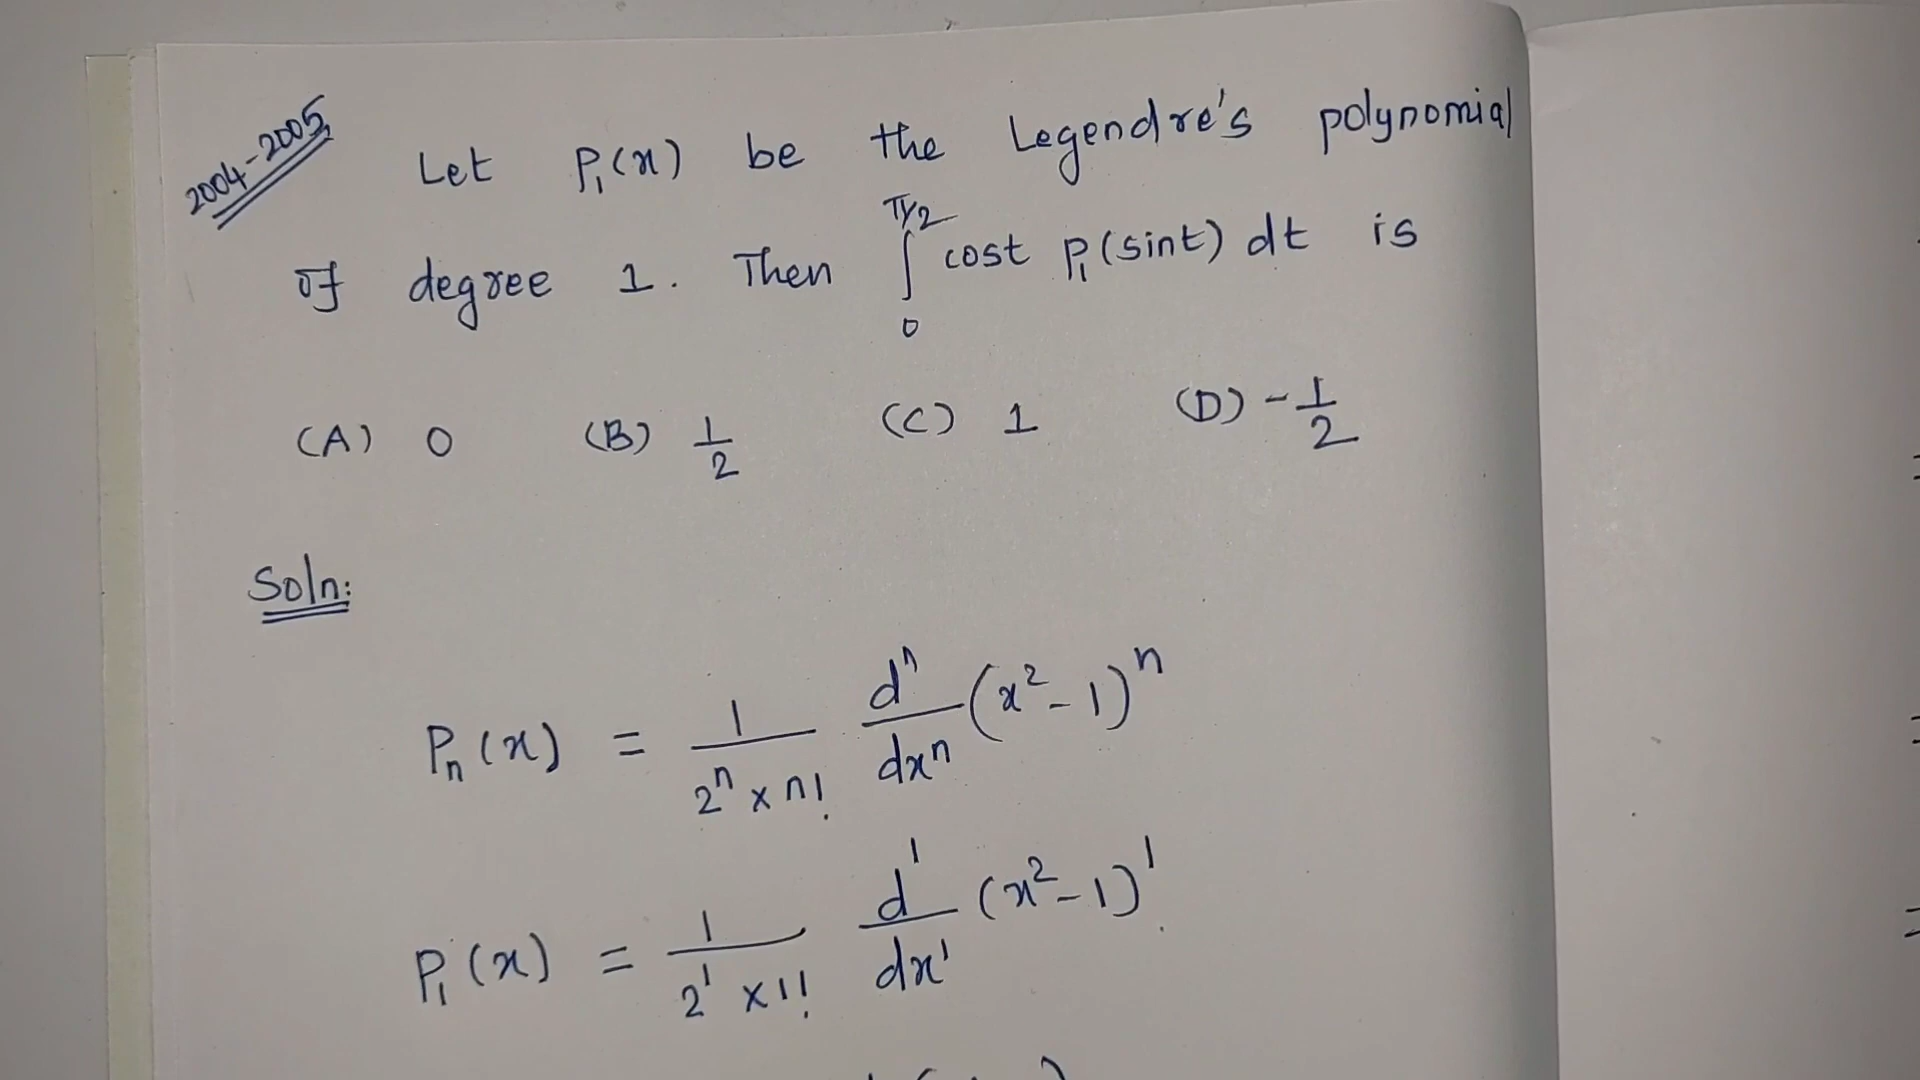 2004-2005
Let P₁(x) be the Legendre's polynomial
of degree 1. Then ∫₀^{π/2} cost P₁(sint) dt is
(A) 0 (B) 1/2 (C) 1 (D) -1/2
Soln:
Pₙ(x) = 1/(2ⁿ × n!) dⁿ/dxⁿ (x²-1)ⁿ
P₁(x) = 1/(2¹ × 1!) d¹/dx¹ (x²-1)¹